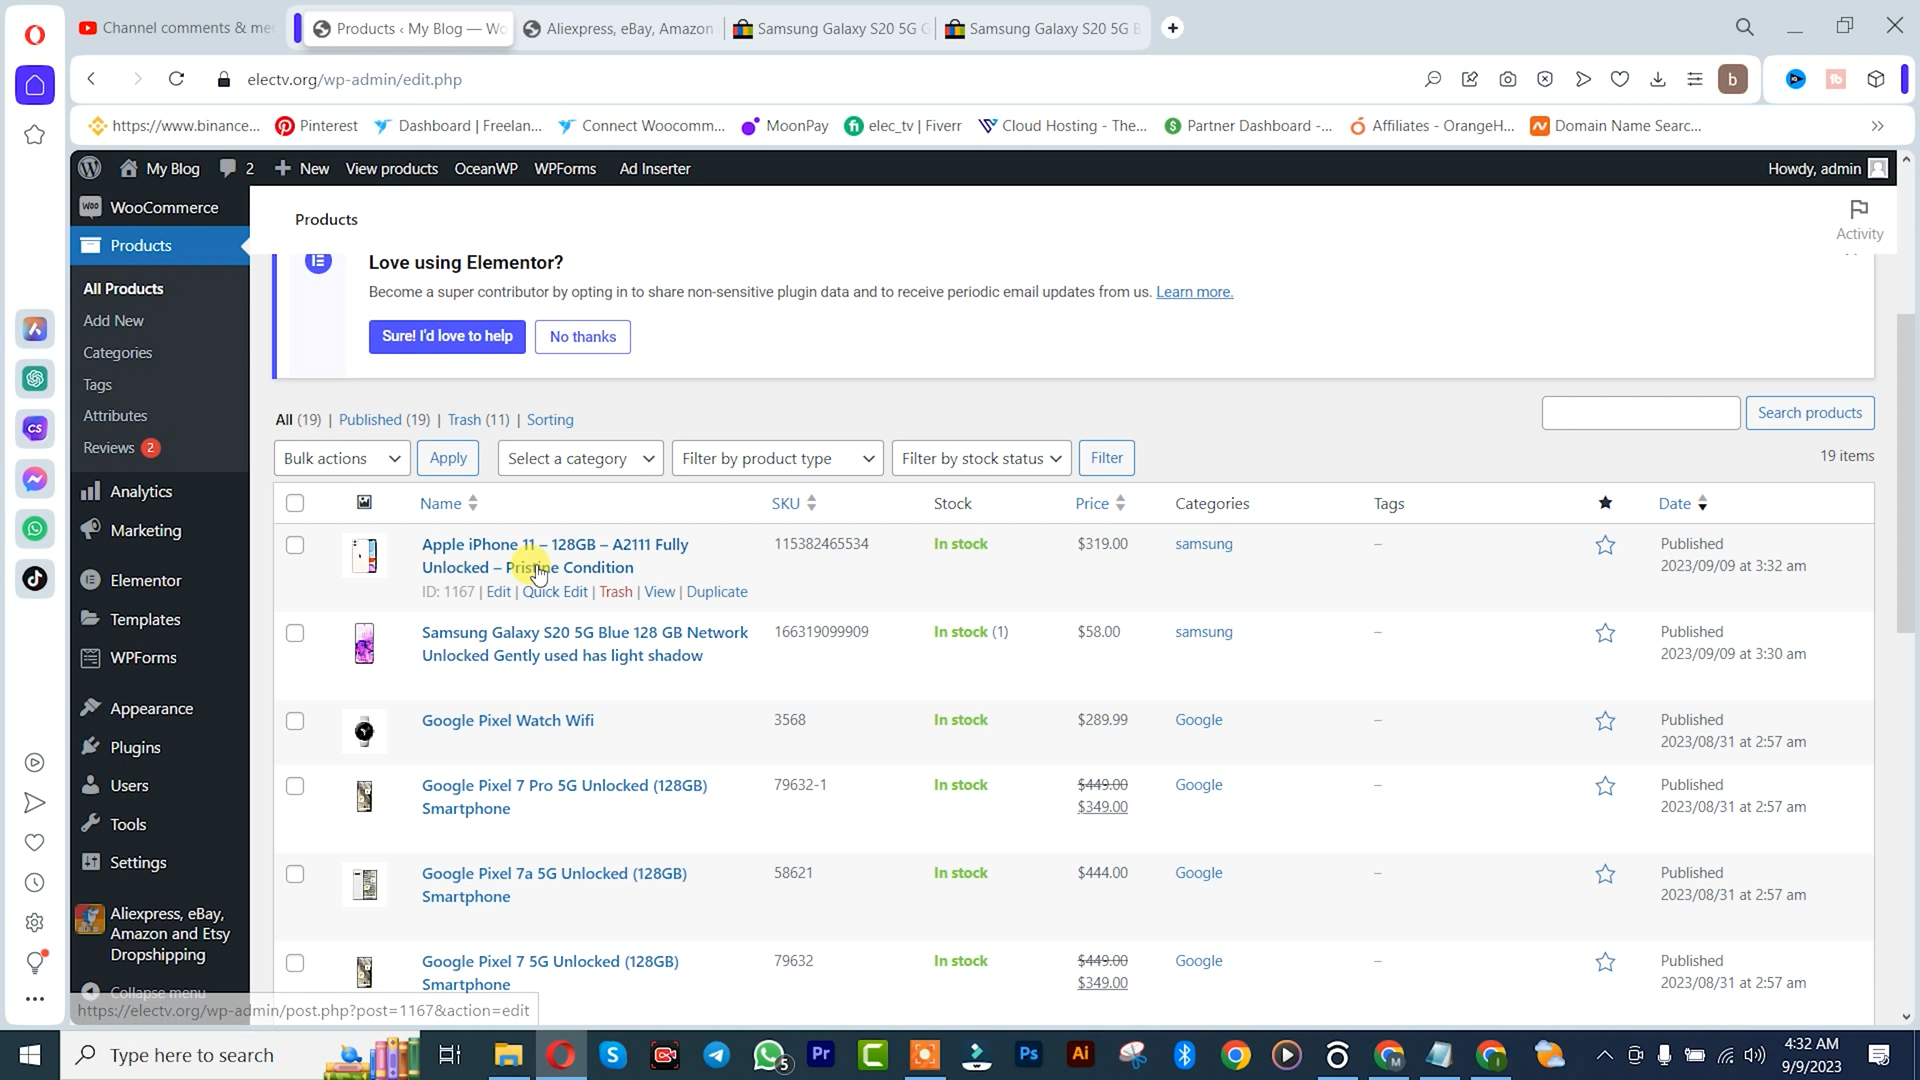 Channel comments & me
Products ‹ My Blog — Wo
Aliexpress, eBay, Amazon
Samsung Galaxy S20 5G
Samsung Galaxy S20 5G B
electv.org/wp-admin/edit.php
b
https://www.binance...
Pinterest
Dashboard | Freelan...
Connect Woocomm...
MoonPay
elec_tv | Fiverr
Cloud Hosting - The...
Partner Dashboard -...
Affiliates - OrangeH...
Domain Name Searc...
My Blog
2
New
View products
OceanWP
WPForms
Ad Inserter
Howdy, admin
WooCommerce
Products
All Products
Add New
Categories
Tags
Attributes
Reviews 2
Analytics
Marketing
Elementor
Templates
WPForms
Appearance
Plugins
Users
Tools
Settings
Aliexpress, eBay,
Amazon and Etsy
Dropshipping
Collapse menu
Products
Activity
Love using Elementor?
Become a super contributor by opting in to share non-sensitive plugin data and to receive periodic email updates from us. Learn more.
Sure! I'd love to help
No thanks
All (19) | Published (19) | Trash (11) | Sorting
Search products
Bulk actions
Apply
Select a category
Filter by product type
Filter by stock status
Filter
19 items
Name SKU Stock Price Categories Tags Date
Apple iPhone 11 – 128GB – A2111 Fully 115382465534 In stock $319.00 samsung – Published
Unlocked – Pristine Condition 2023/09/09 at 3:32 am
ID: 1167 | Edit | Quick Edit | Trash | View | Duplicate
Samsung Galaxy S20 5G Blue 128 GB Network 166319099909 In stock (1) $58.00 samsung – Published
Unlocked Gently used has light shadow 2023/09/09 at 3:30 am
Google Pixel Watch Wifi 3568 In stock $289.99 Google – Published
2023/08/31 at 2:57 am
Google Pixel 7 Pro 5G Unlocked (128GB) 79632-1 In stock $449.00 Google – Published
Smartphone $349.00 2023/08/31 at 2:57 am
Google Pixel 7a 5G Unlocked (128GB) 58621 In stock $444.00 Google – Published
Smartphone 2023/08/31 at 2:57 am
Google Pixel 7 5G Unlocked (128GB) 79632 In stock $449.00 Google – Published
Smartphone $349.00 2023/08/31 at 2:57 am
https://electv.org/wp-admin/post.php?post=1167&action=edit
Type here to search
5
Pr
Ps
Ai
4:32 AM
9/9/2023